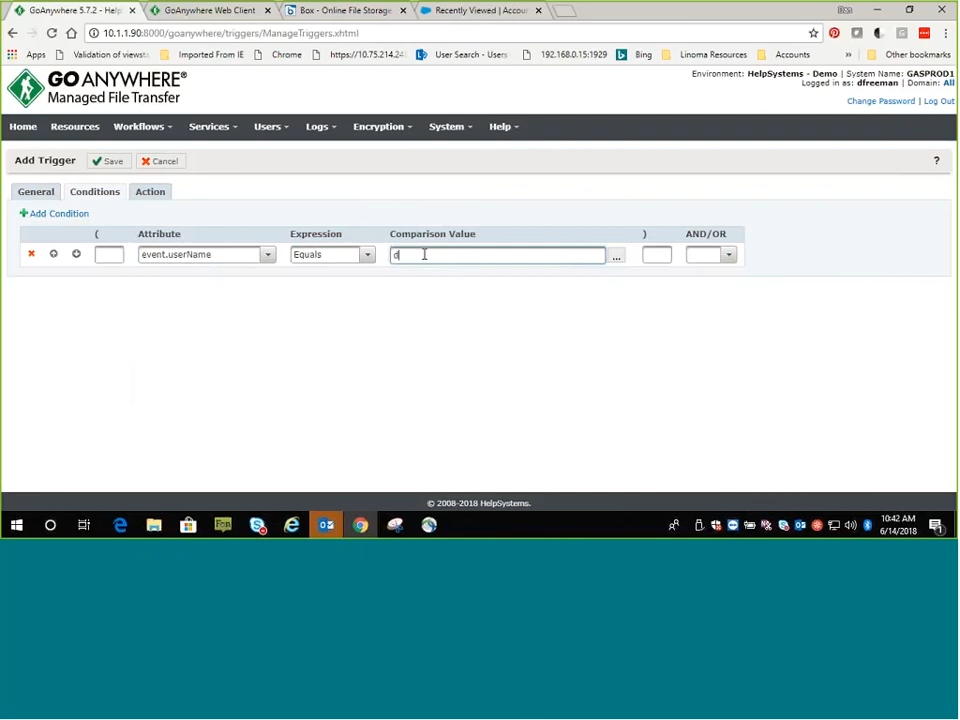 GoAnywhere 5.7.2 - Help
GoAnywhere Web Client
Box - Online File Storage
Recently Viewed | Accou
10.1.1.90:8000/goanywhere/triggers/ManageTriggers.xhtml
Apps
Validation of viewst
Imported From IE
Chrome
https://10.75.214.24
User Search - Users
192.168.0.15:1929
Bing
Linoma Resources
Accounts
»
Other bookmarks
GOANYWHERE®
Managed File Transfer
Environment: HelpSystems - Demo | System Name: GASPROD1
Logged in as: dfreeman | Domain: All
Change Password | Log Out
Home Resources Workflows Services Users Logs Encryption System Help
Add Trigger Save Cancel ?
General Conditions Action
Add Condition
( Attribute Expression Comparison Value ) AND/OR
event.userName Equals d ...
© 2008-2018 HelpSystems.
10:42 AM
6/14/2018